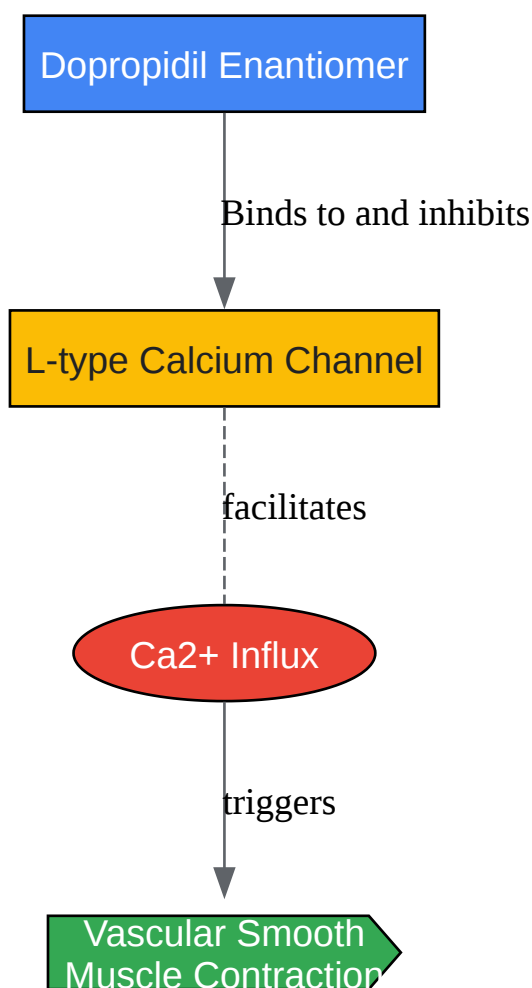 Dopropidil Enantiomer
Binds to and inhibits
L-type Calcium Channel
facilitates
Ca2+ Influx
triggers
Vascular Smooth
Muscle Contraction